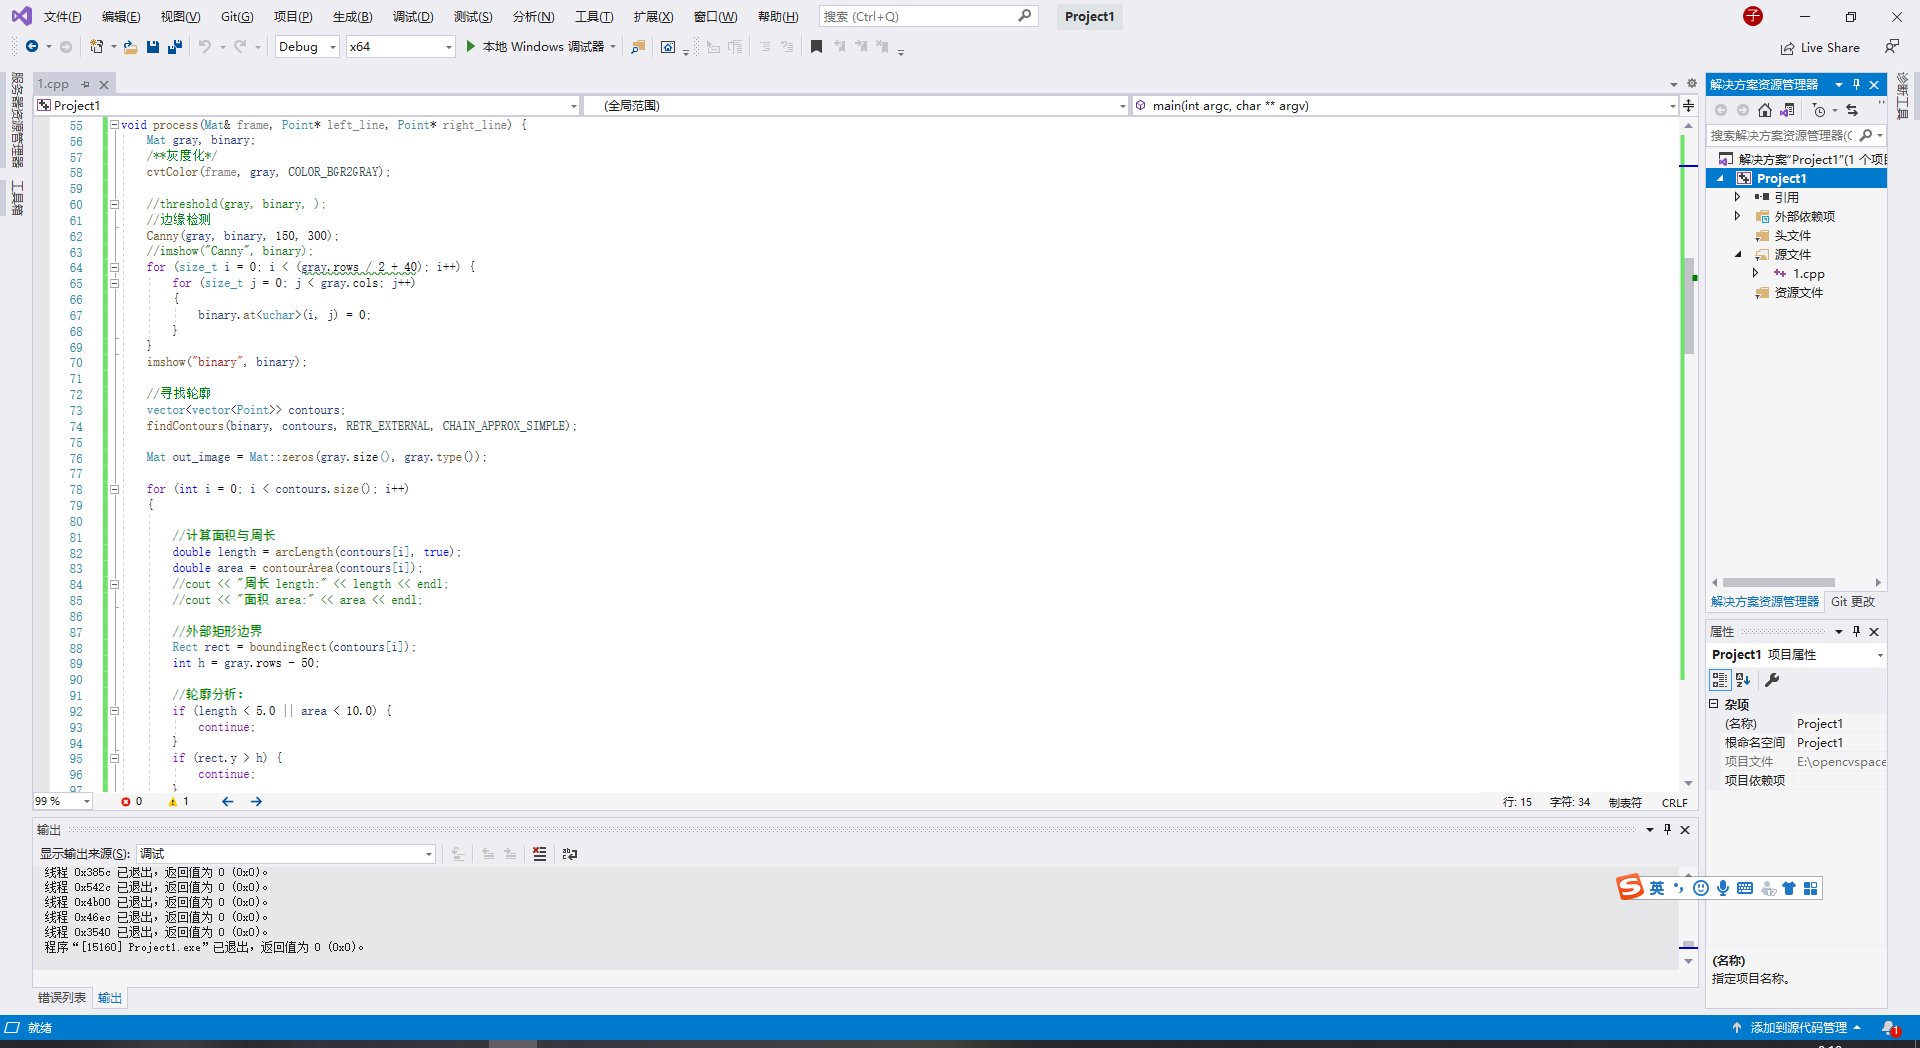 文件(F) 编辑(E) 视图(V) Git(G) 项目(P) 生成(B) 调试(D) 测试(S) 分析(N) 工具(T) 扩展(X) 窗口(W) 帮助(H) 搜索 (Ctrl+Q) Project1 子
Debug x64 本地 Windows 调试器 Live Share
服务器资源管理器
工具箱
1.cpp
Project1 (全局范围) main(int argc, char ** argv)
55 void process(Mat& frame, Point* left_line, Point* right_line) {
56 Mat gray, binary;
57 /**灰度化*/
58 cvtColor(frame, gray, COLOR_BGR2GRAY);
59
60 //threshold(gray, binary, );
61 //边缘检测
62 Canny(gray, binary, 150, 300);
63 //imshow("Canny", binary);
64 for (size_t i = 0; i < (gray.rows / 2 + 40); i++) {
65 for (size_t j = 0; j < gray.cols; j++)
66 {
67 binary.at<uchar>(i, j) = 0;
68 }
69 }
70 imshow("binary", binary);
71
72 //寻找轮廓
73 vector<vector<Point>> contours;
74 findContours(binary, contours, RETR_EXTERNAL, CHAIN_APPROX_SIMPLE);
75
76 Mat out_image = Mat::zeros(gray.size(), gray.type());
77
78 for (int i = 0; i < contours.size(); i++)
79 {
80
81 //计算面积与周长
82 double length = arcLength(contours[i], true);
83 double area = contourArea(contours[i]);
84 //cout << "周长 length:" << length << endl;
85 //cout << "面积 area:" << area << endl;
86
87 //外部矩形边界
88 Rect rect = boundingRect(contours[i]);
89 int h = gray.rows - 50;
90
91 //轮廓分析:
92 if (length < 5.0 || area < 10.0) {
93 continue;
94 }
95 if (rect.y > h) {
96 continue;
97 }
99 % 0 1 行: 15 字符: 34 制表符 CRLF
输出
显示输出来源(S): 调试
线程 0x385c 已退出，返回值为 0 (0x0)。
线程 0x542c 已退出，返回值为 0 (0x0)。
线程 0x4b00 已退出，返回值为 0 (0x0)。
线程 0x46ec 已退出，返回值为 0 (0x0)。
线程 0x3540 已退出，返回值为 0 (0x0)。
程序“[15160] Project1.exe”已退出，返回值为 0 (0x0)。
错误列表 输出
解决方案资源管理器
搜索解决方案资源管理器(C
解决方案"Project1"(1 个项目
Project1
引用
外部依赖项
头文件
源文件
1.cpp
资源文件
解决方案资源管理器 Git 更改
诊断工具
属性
Project1 项目属性
杂项
(名称) Project1
根命名空间 Project1
项目文件 E:\opencvspace
项目依赖项
S 英
(名称)
指定项目名称。
就绪 添加到源代码管理 1